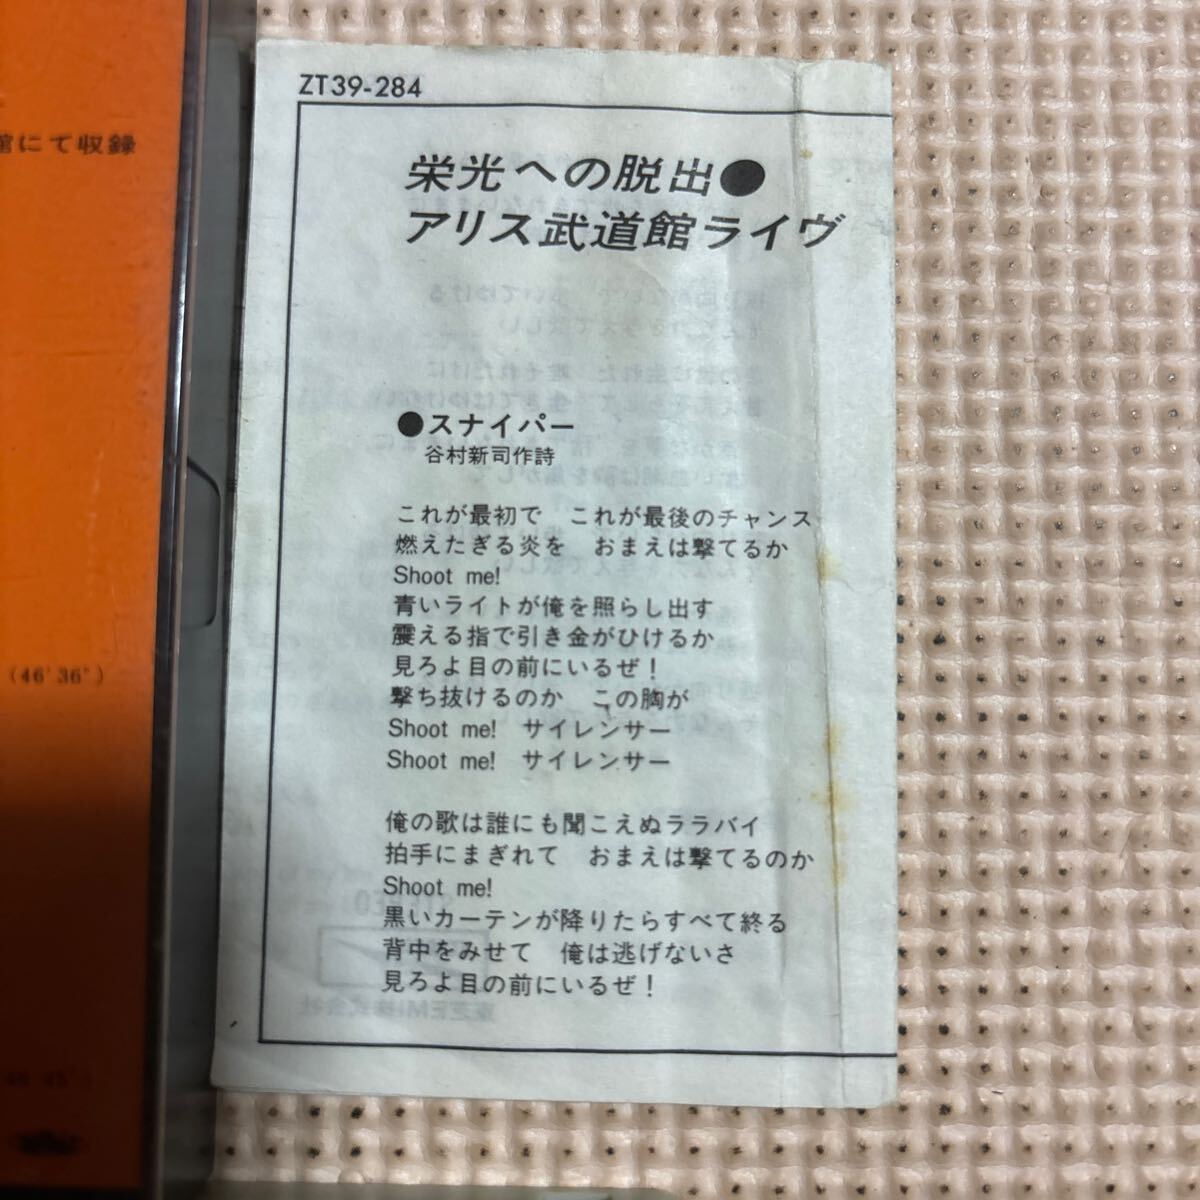 館にて収録
(46'36")
ZT39-284
栄光への脱出●
アリス武道館ライヴ
●スナイパー
谷村新司作詩
これが最初で　これが最後のチャンス
燃えたぎる炎を　おまえは撃てるか
Shoot me!
青いライトが俺を照らし出す
震える指で引き金がひけるか
見ろよ目の前にいるぜ！
撃ち抜けるのか　この胸が
Shoot me!　サイレンサー
Shoot me!　サイレンサー
俺の歌は誰にも聞こえぬララバイ
拍手にまぎれて　おまえは撃てるのか
Shoot me!
黒いカーテンが降りたらすべて終る
背中をみせて　俺は逃げないさ
見ろよ目の前にいるぜ！
東芝EMI株式会社